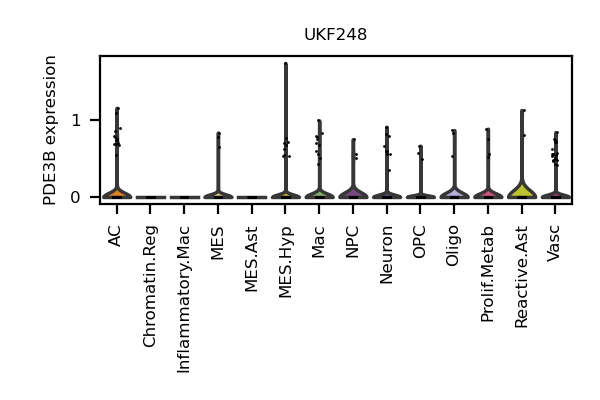 UKF248
PDE3B expression
1
0
AC
Chromatin.Reg
Inflammatory.Mac
MES
MES.Ast
MES.Hyp
Mac
NPC
Neuron
OPC
Oligo
Prolif.Metab
Reactive.Ast
Vasc